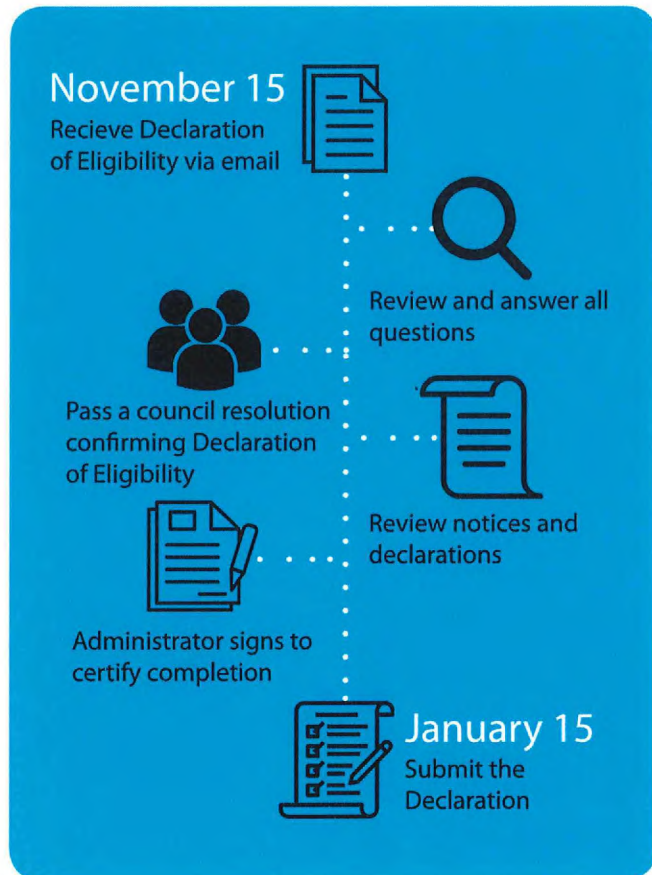 November 15
Recieve Declaration
of Eligibility via email
Review and answer all
questions
Pass a council resolution
confirming Declaration
of Eligibility
Review notices and
declarations
Administrator signs to
certify completion
January 15
Submit the
Declaration